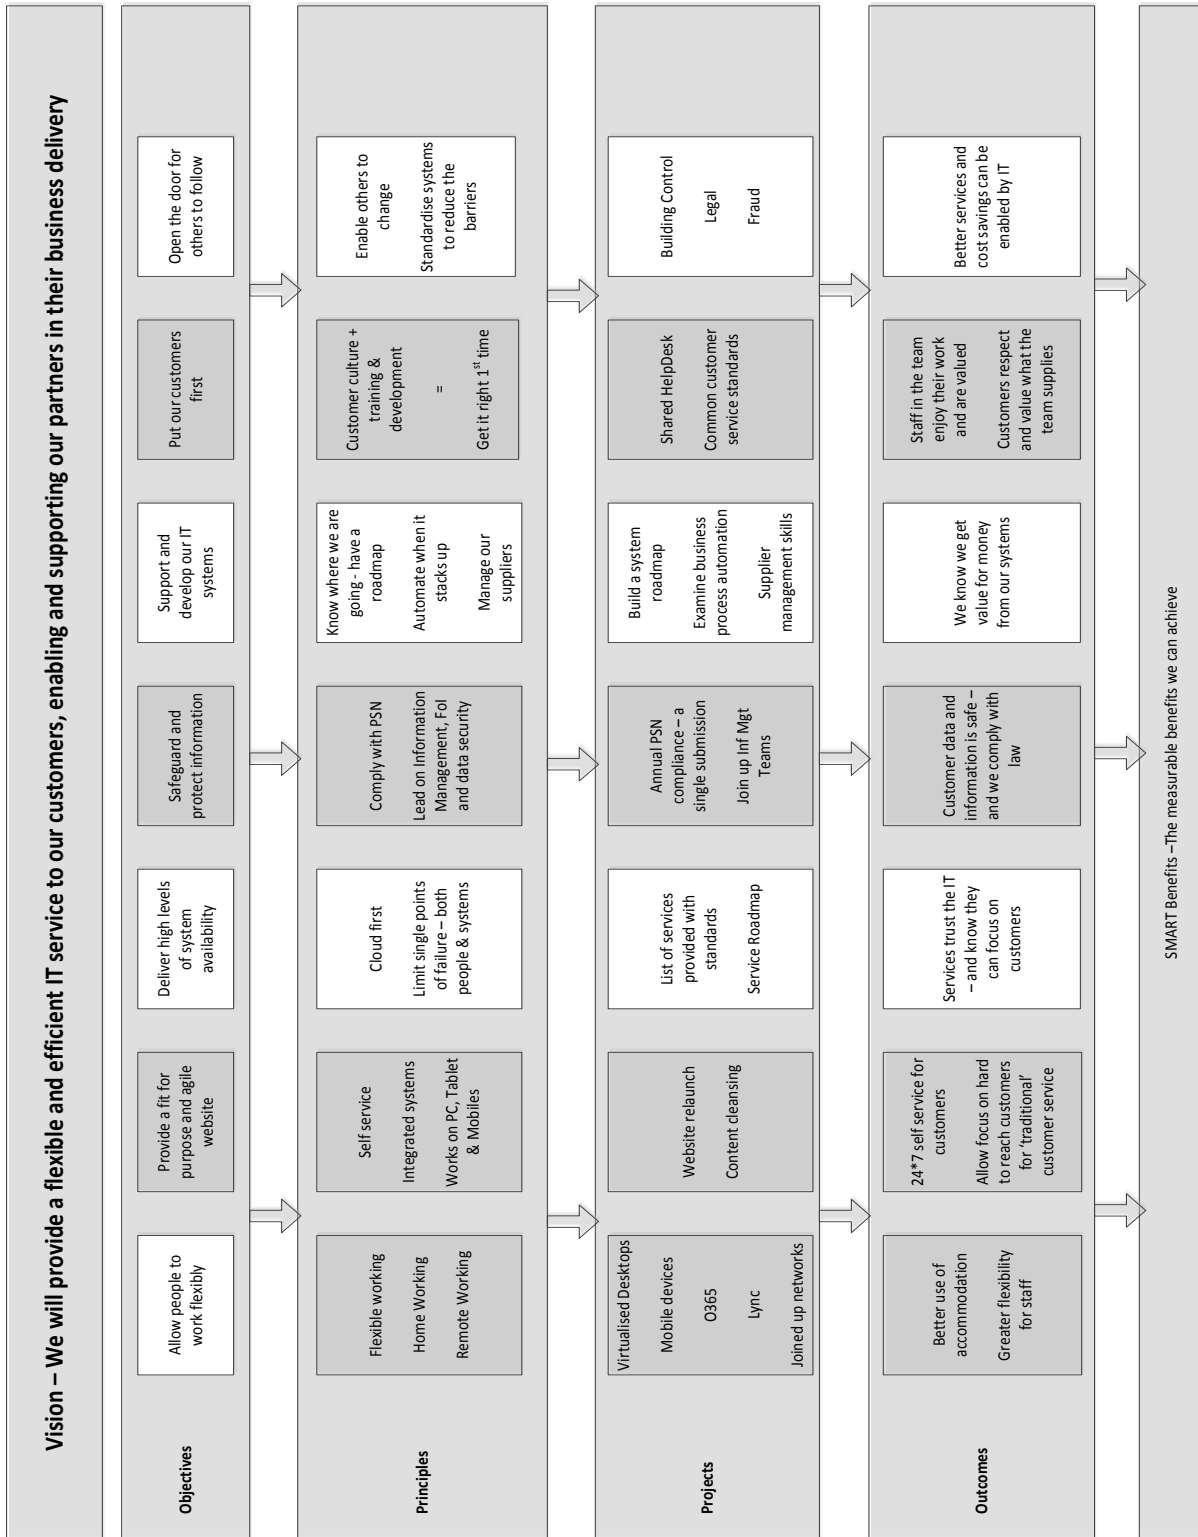 Vision – We will provide a flexible and efficient IT service to our customers, enabling and supporting our partners in their business delivery
Objectives
Allow people to
work flexibly
Provide a fit for
purpose and agile
website
Deliver high levels
of system
availability
Safeguard and
protect information
Support and
develop our IT
systems
Put our customers
first
Open the door for
others to follow
Principles
Flexible working
Home Working
Remote Working
Self service
Integrated systems
Works on PC, Tablet
& Mobiles
Cloud first
Limit single points
of failure – both
people & systems
Comply with PSN
Lead on Information
Management, FoI
and data security
Know where we are
going - have a
roadmap
Automate when it
stacks up
Manage our
suppliers
Customer culture +
training &
development
=
Get it right 1st time
Enable others to
change
Standardise systems
to reduce the
barriers
Projects
Virtualised Desktops
Mobile devices
O365
Lync
Joined up networks
Website relaunch
Content cleansing
List of services
provided with
standards
Service Roadmap
Annual PSN
compliance – a
single submission
Join up Inf Mgt
Teams
Build a system
roadmap
Examine business
process automation
Supplier
management skills
Shared HelpDesk
Common customer
service standards
Building Control
Legal
Fraud
Outcomes
Better use of
accommodation
Greater flexibility
for staff
24*7 self service for
customers
Allow focus on hard
to reach customers
for ‘traditional’
customer service
Services trust the IT
– and know they
can focus on
customers
Customer data and
information is safe –
and we comply with
law
We know we get
value for money
from our systems
Staff in the team
enjoy their work
and are valued
Customers respect
and value what the
team supplies
Better services and
cost savings can be
enabled by IT
SMART Benefits –The measurable benefits we can achieve